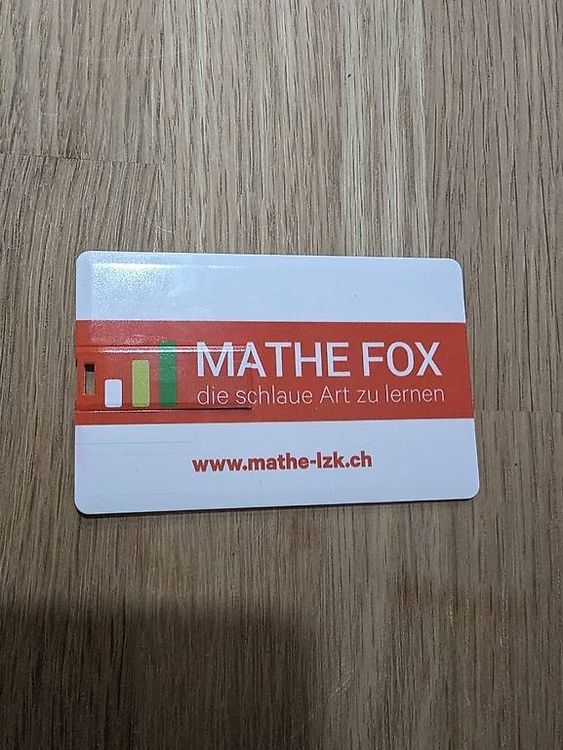 MATHE FOX
die schlaue Art zu lernen
www.mathe-lzk.ch